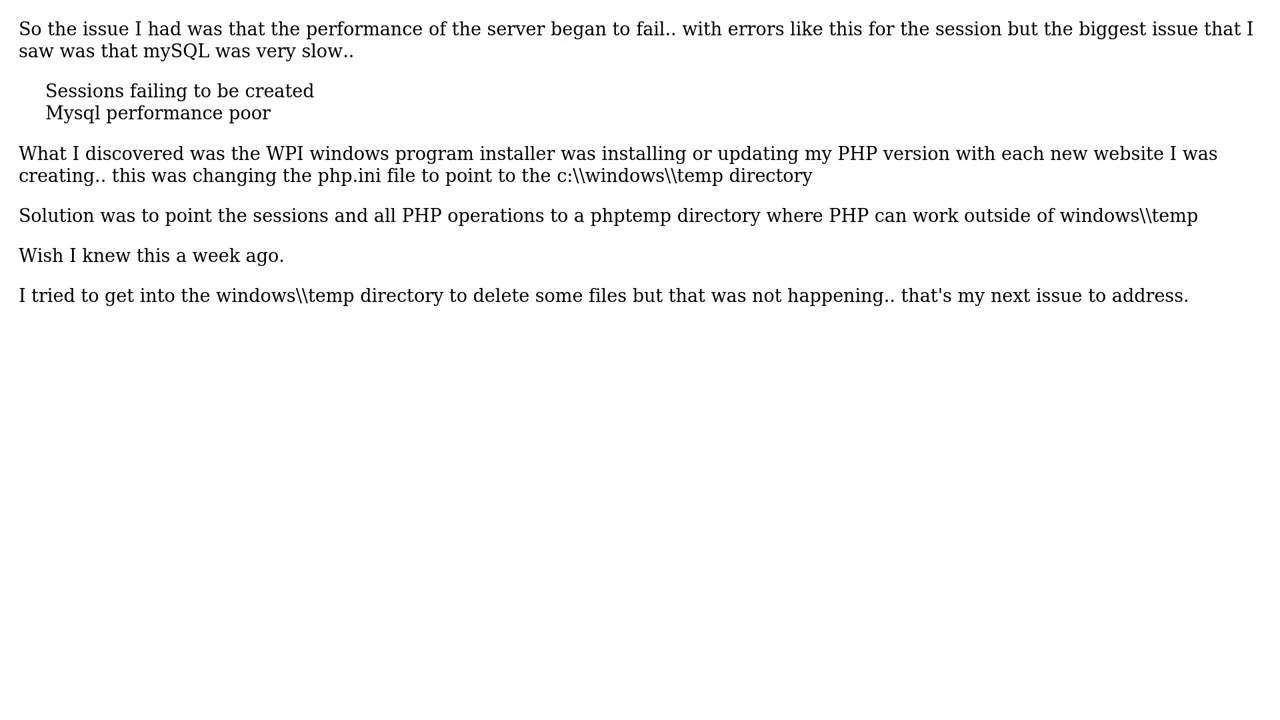 So the issue I had was that the performance of the server began to fail.. with errors like this for the session but the biggest issue that I
saw was that mySQL was very slow..
Sessions failing to be created
Mysql performance poor
What I discovered was the WPI windows program installer was installing or updating my PHP version with each new website I was
creating.. this was changing the php.ini file to point to the c:\\windows\\temp directory
Solution was to point the sessions and all PHP operations to a phptemp directory where PHP can work outside of windows\\temp
Wish I knew this a week ago.
I tried to get into the windows\\temp directory to delete some files but that was not happening.. that's my next issue to address.